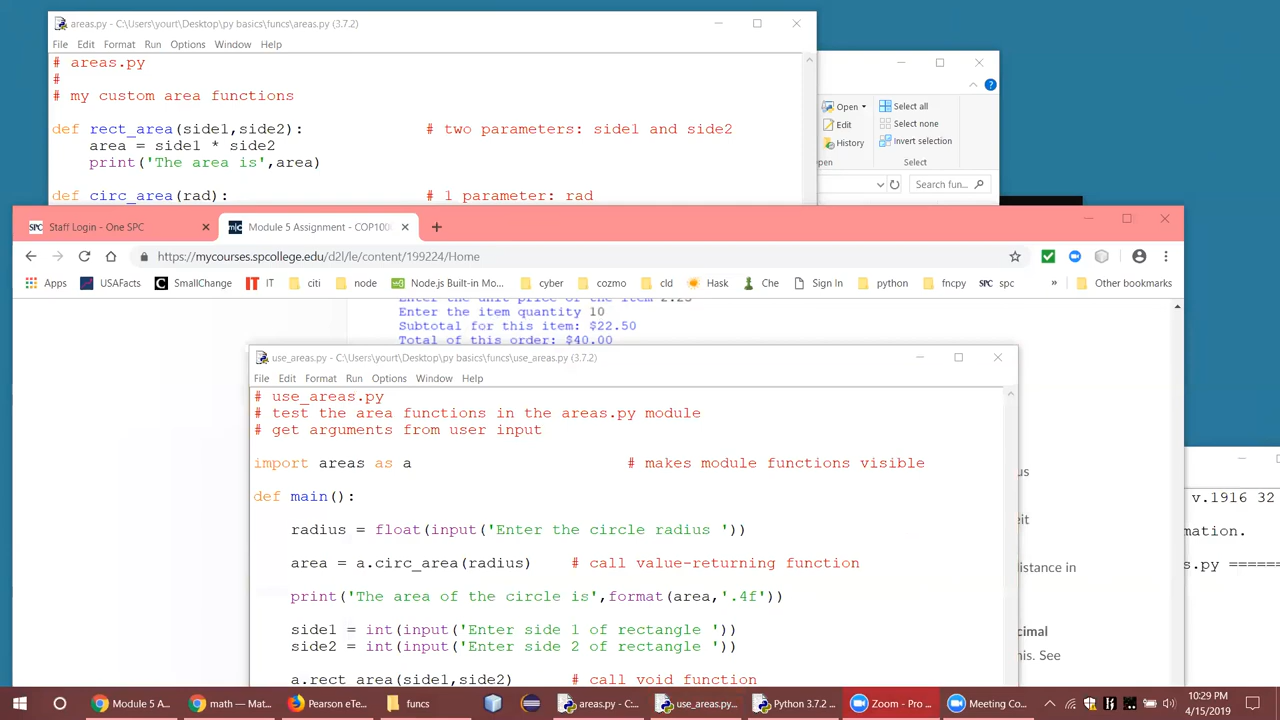 areas.py - C:\Users\yourt\Desktop\py basics\funcs\areas.py (3.7.2)
File Edit Format Run Options Window Help
# areas.py
#
# my custom area functions
def rect_area(side1,side2): # two parameters: side1 and side2
area = side1 * side2
print('The area is',area)
def circ_area(rad): # 1 parameter: rad
Open
Edit
History
Select all
Select none
Invert selection
Select
Search fun...
Staff Login - One SPC
Module 5 Assignment - COP100
https://mycourses.spcollege.edu/d2l/le/content/199224/Home
Apps USAFacts SmallChange IT citi node Node.js Built-in Mo... cyber cozmo cld Hask Che Sign In python fncpy spc » Other bookmarks
Enter the unit price of the item 2.25
Enter the item quantity 10
Subtotal for this item: $22.50
Total of this order: $40.00
use_areas.py - C:\Users\yourt\Desktop\py basics\funcs\use_areas.py (3.7.2)
File Edit Format Run Options Window Help
# use_areas.py
# test the area functions in the areas.py module
# get arguments from user input
import areas as a # makes module functions visible
def main():
radius = float(input('Enter the circle radius '))
area = a.circ_area(radius) # call value-returning function
print('The area of the circle is',format(area,'.4f'))
side1 = int(input('Enter side 1 of rectangle '))
side2 = int(input('Enter side 2 of rectangle '))
a.rect_area(side1,side2) # call void function
us
eit
istance in
cimal
his. See
v.1916 32
mation.
s.py ======
Module 5 A... math — Mat... Pearson eTe... funcs areas.py - C:... use_areas.py... Python 3.7.2 ... Zoom - Pro ... Meeting Co...
10:29 PM
4/15/2019